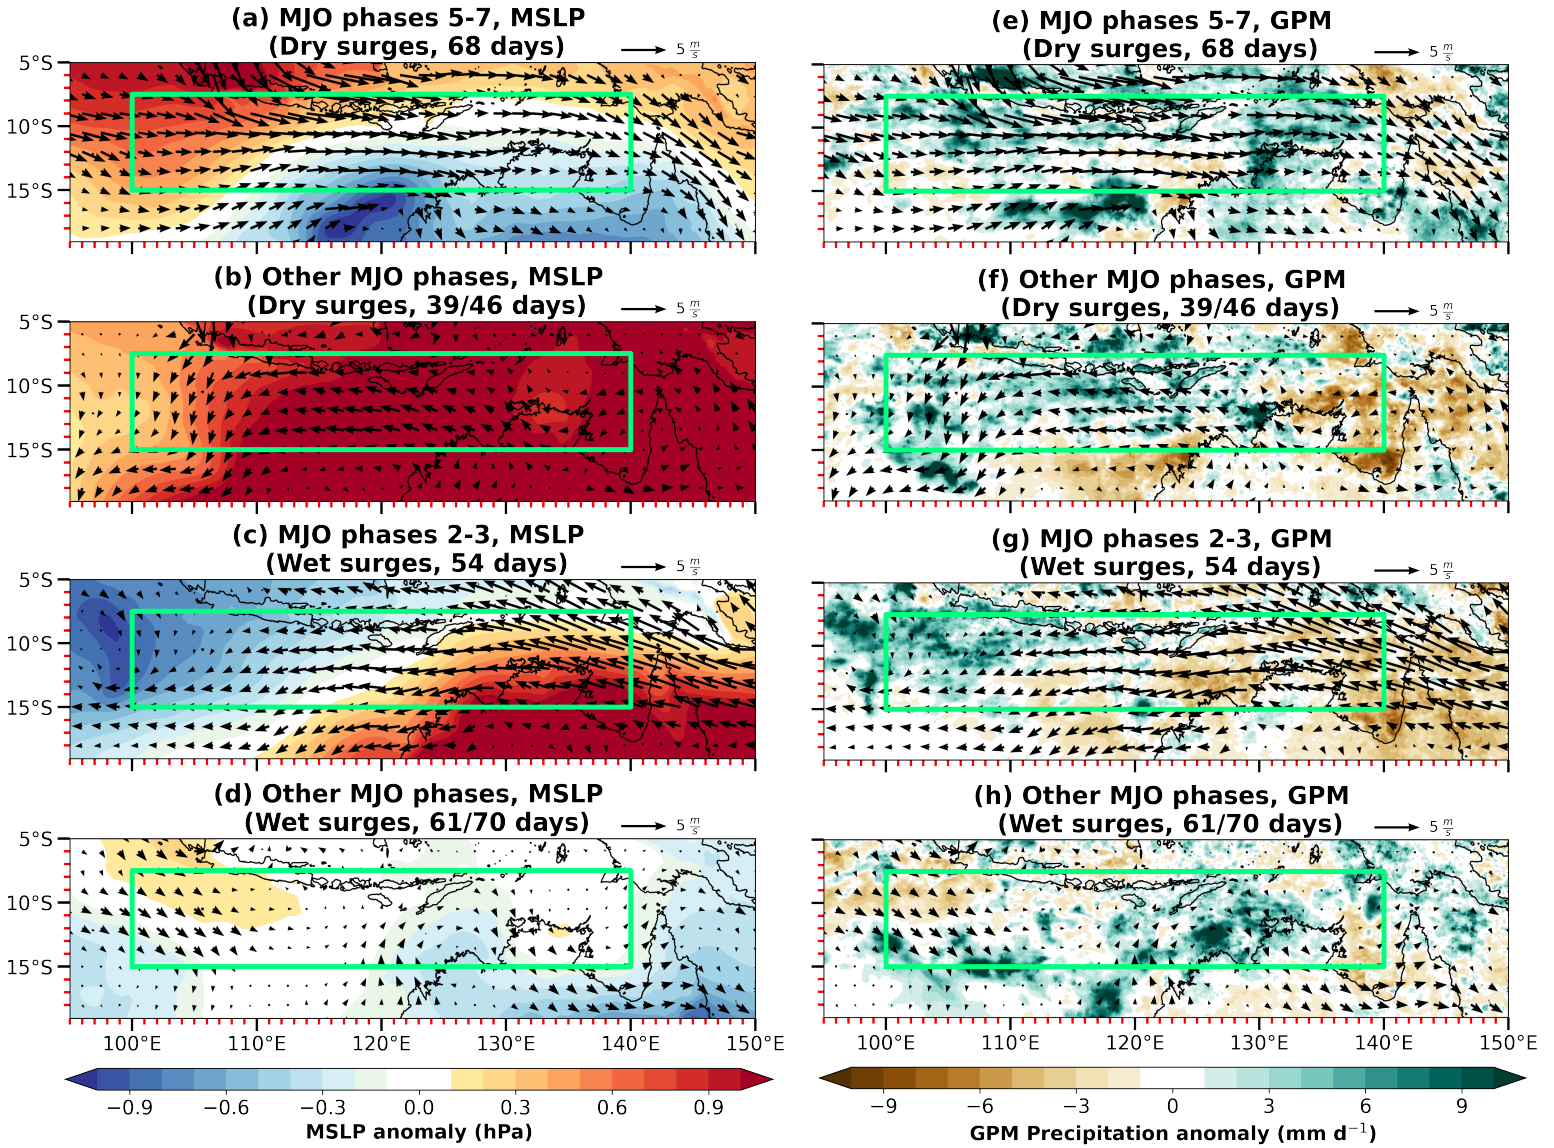 (a) MJO phases 5-7, MSLP
(Dry surges, 68 days)
5 m/s
5°S
10°S
15°S
(e) MJO phases 5-7, GPM
(Dry surges, 68 days)
5 m/s
(b) Other MJO phases, MSLP
(Dry surges, 39/46 days)
5 m/s
5°S
10°S
15°S
(f) Other MJO phases, GPM
(Dry surges, 39/46 days)
5 m/s
(c) MJO phases 2-3, MSLP
(Wet surges, 54 days)
5 m/s
5°S
10°S
15°S
(g) MJO phases 2-3, GPM
(Wet surges, 54 days)
5 m/s
(d) Other MJO phases, MSLP
(Wet surges, 61/70 days)
5 m/s
5°S
10°S
15°S
100°E 110°E 120°E 130°E 140°E 150°E
(h) Other MJO phases, GPM
(Wet surges, 61/70 days)
5 m/s
100°E 110°E 120°E 130°E 140°E 150°E
−0.9 −0.6 −0.3 0.0 0.3 0.6 0.9
MSLP anomaly (hPa)
−9 −6 −3 0 3 6 9
GPM Precipitation anomaly (mm d⁻¹)